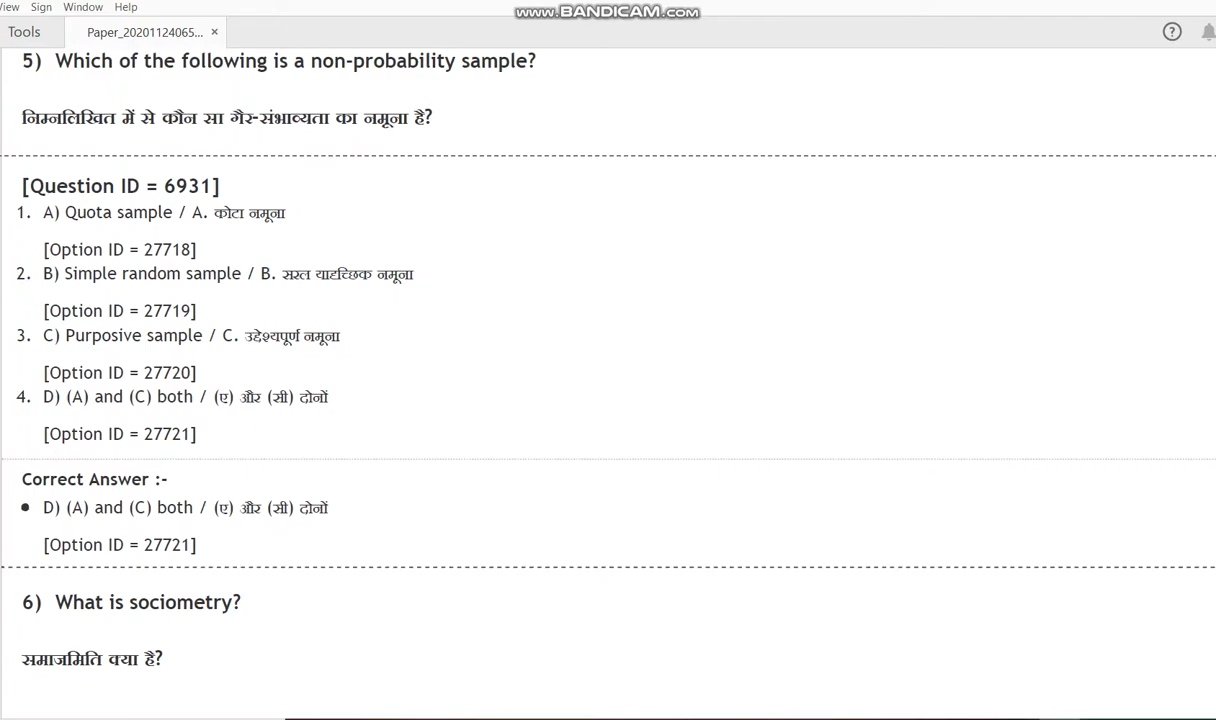 View Sign Window Help
www.BANDICAM.com
Tools Paper_20201124065... ×
5) Which of the following is a non-probability sample?
निम्नलिखित में से कौन सा गैर-संभाव्यता का नमूना है?
[Question ID = 6931]
1. A) Quota sample / A. कोटा नमूना
[Option ID = 27718]
2. B) Simple random sample / B. सरल यादृच्छिक नमूना
[Option ID = 27719]
3. C) Purposive sample / C. उद्देश्यपूर्ण नमूना
[Option ID = 27720]
4. D) (A) and (C) both / (ए) और (सी) दोनों
[Option ID = 27721]
Correct Answer :-
• D) (A) and (C) both / (ए) और (सी) दोनों
[Option ID = 27721]
6) What is sociometry?
समाजमिति क्या है?